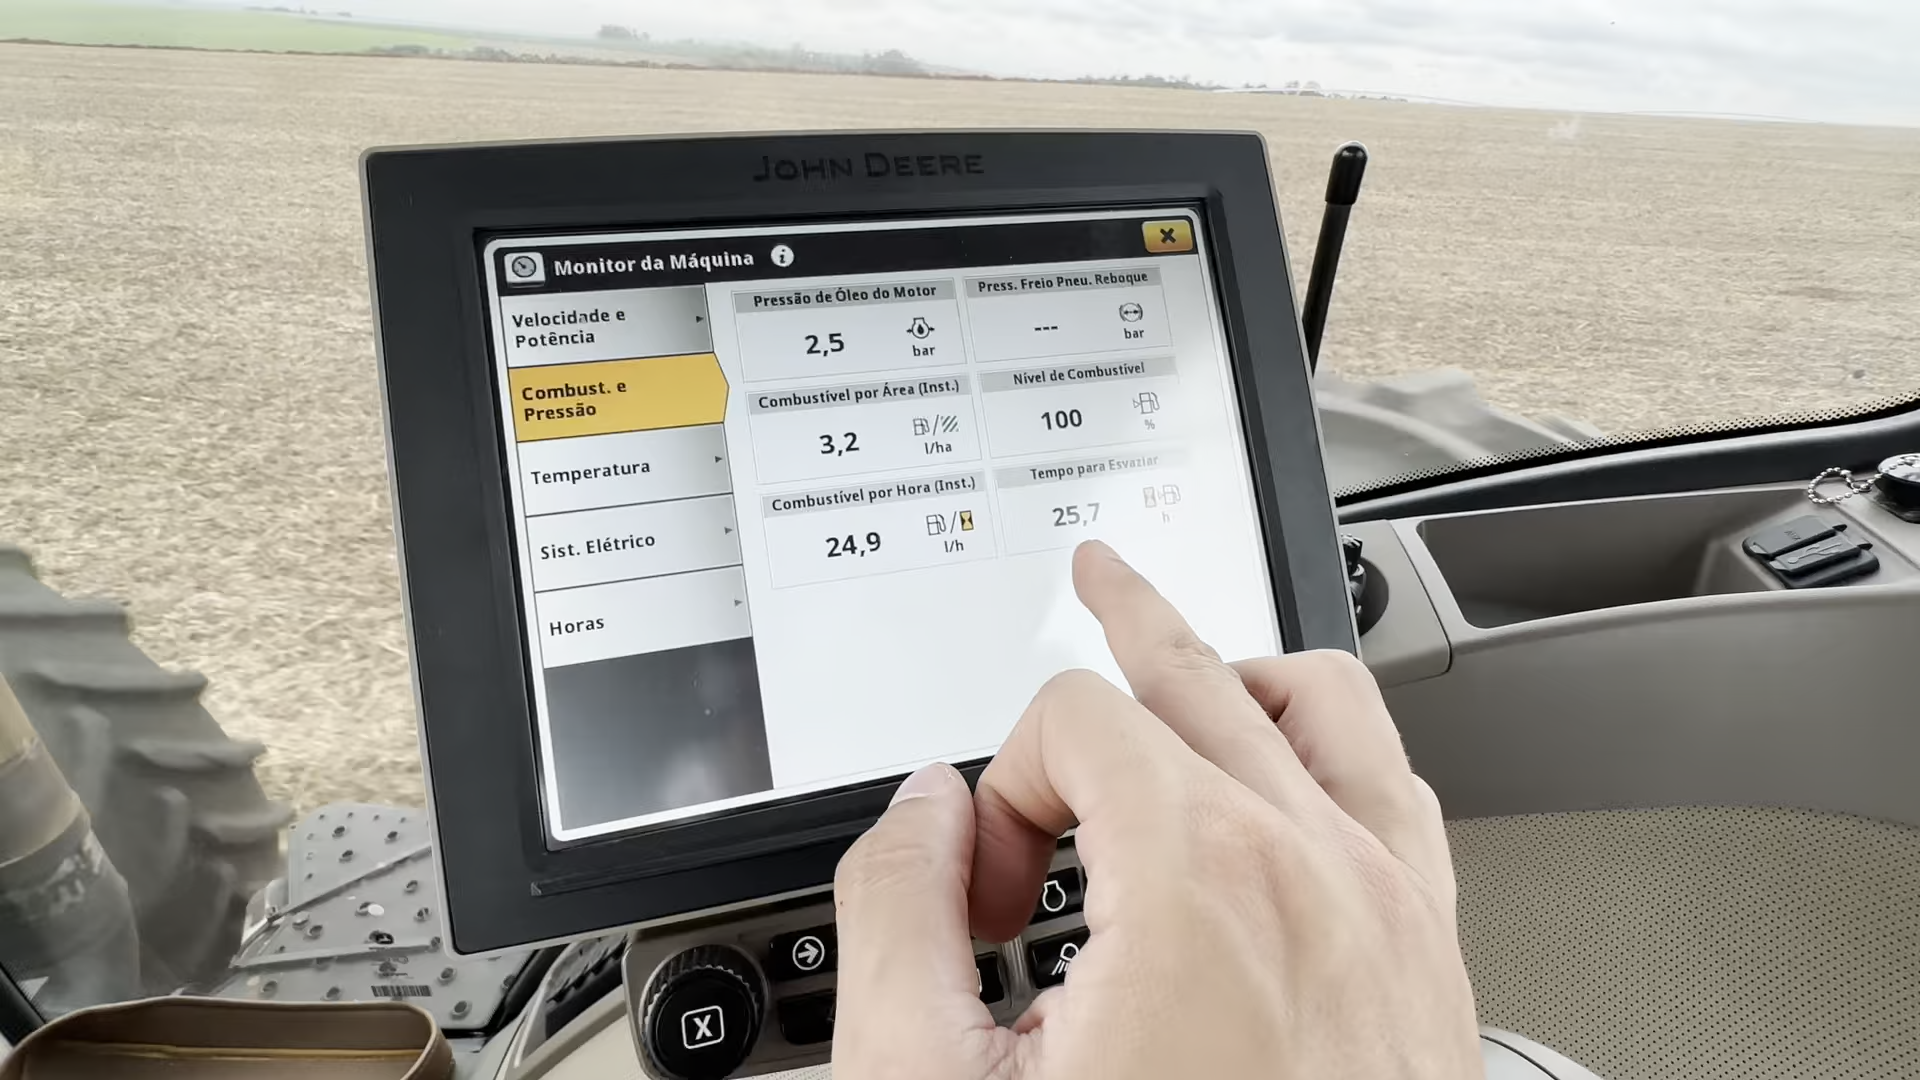 JOHN DEERE
Monitor da Máquina
Velocidade e
Potência
Combust. e
Pressão
Temperatura
Sist. Elétrico
Horas
Pressão de Óleo do Motor
2,5
bar
Press. Freio Pneu. Reboque
---
bar
Combustível por Área (Inst.)
3,2
l/ha
Nível de Combustível
100
%
Combustível por Hora (Inst.)
24,9
l/h
Tempo para Esvaziar
25,7
h
X